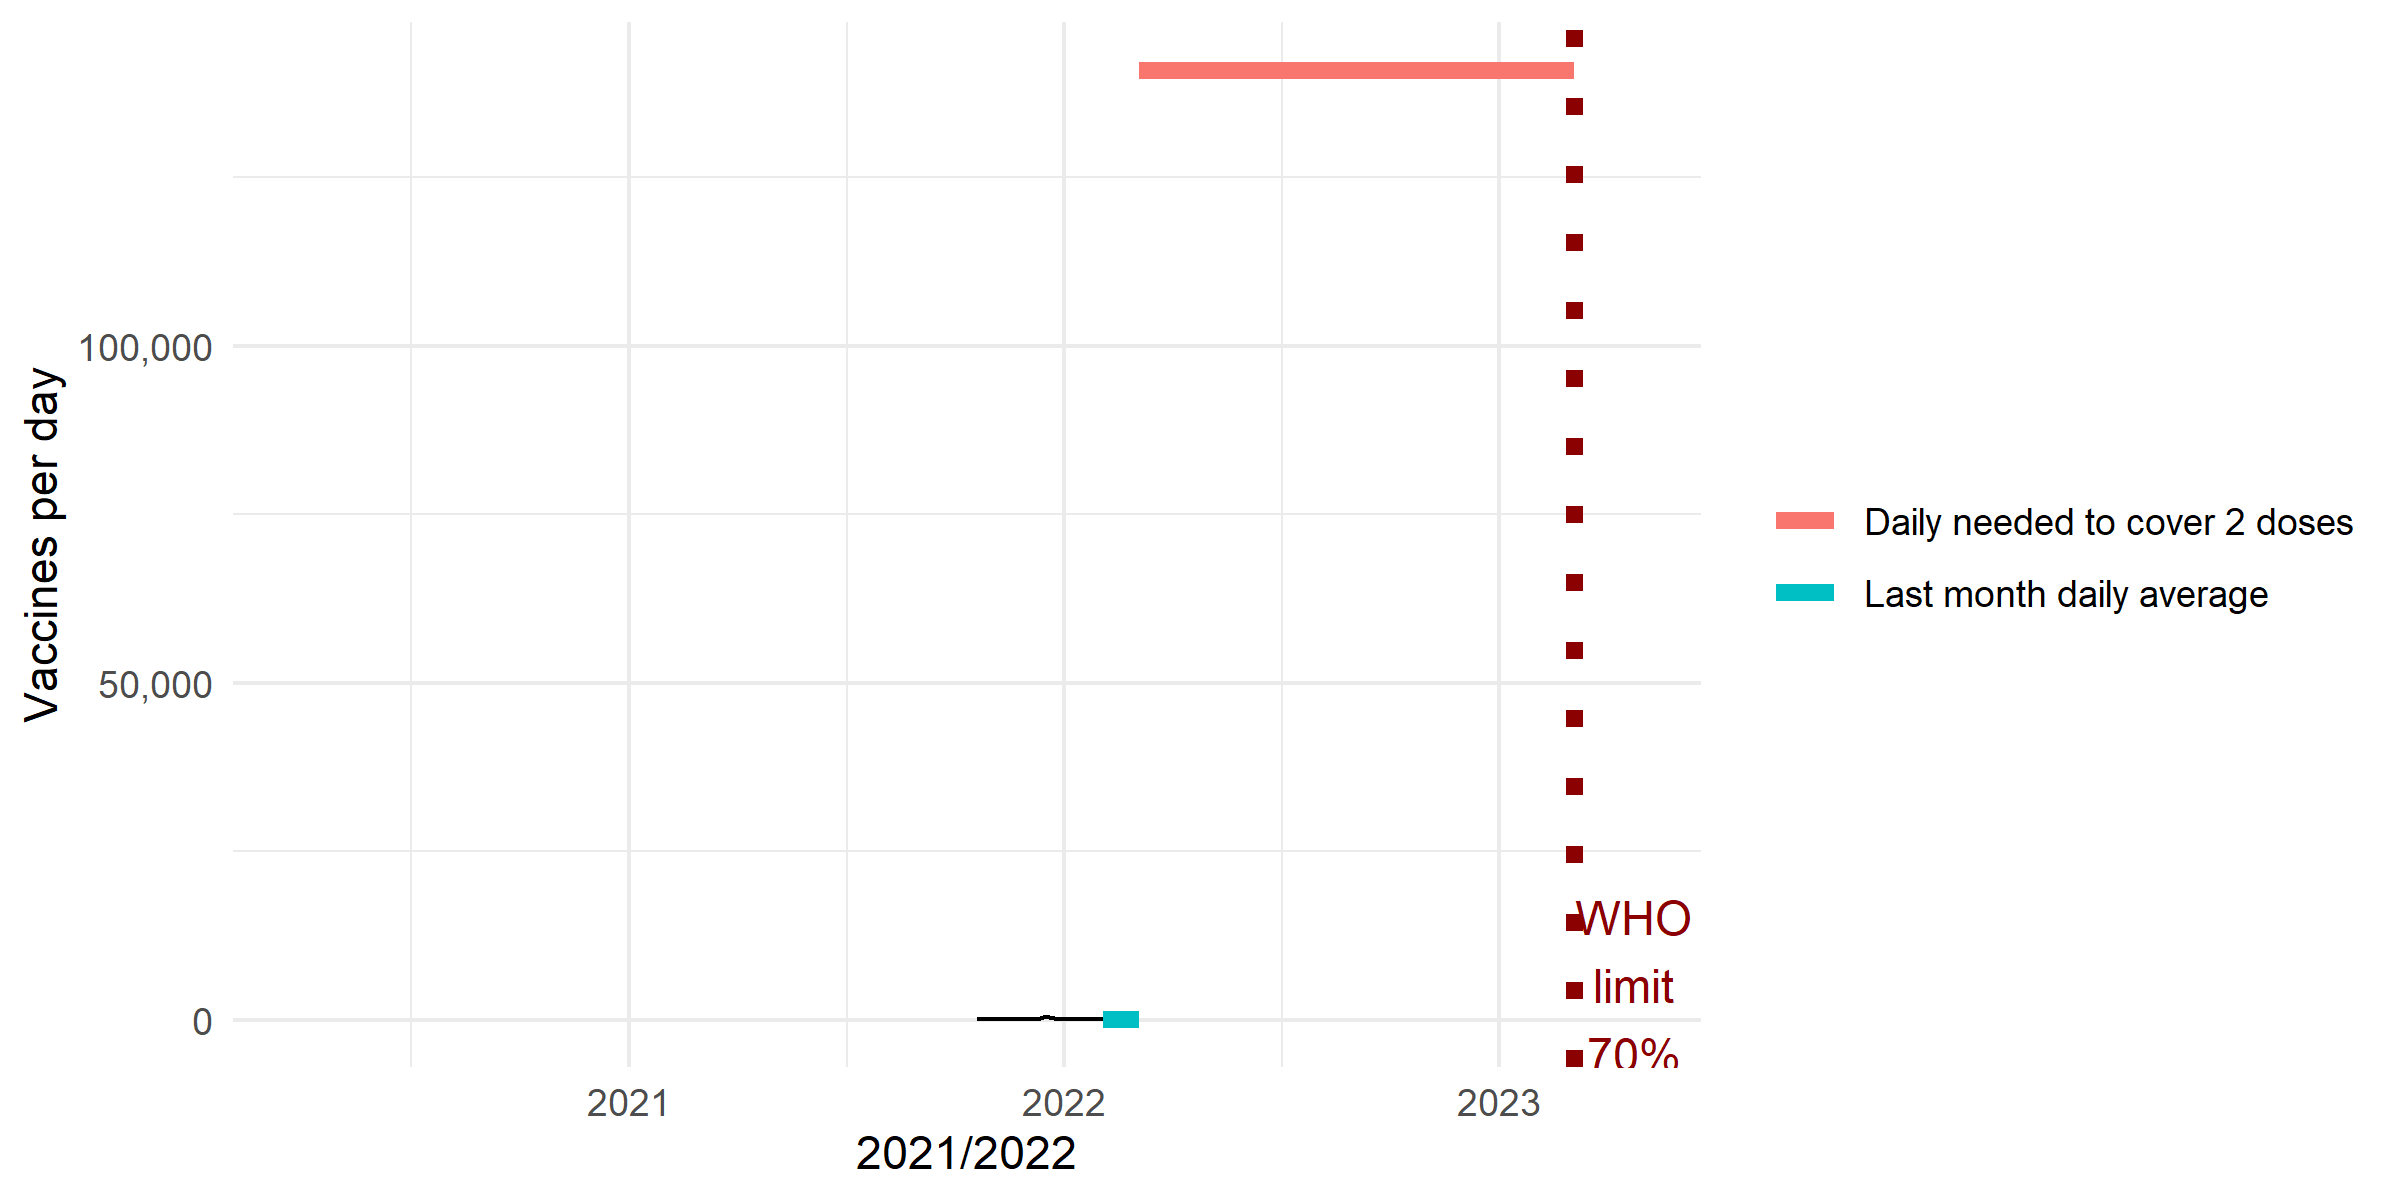 Vaccines per day
100,000
50,000
0
WHO
limit
70%
2021 2022 2023
2021/2022
Daily needed to cover 2 doses
Last month daily average